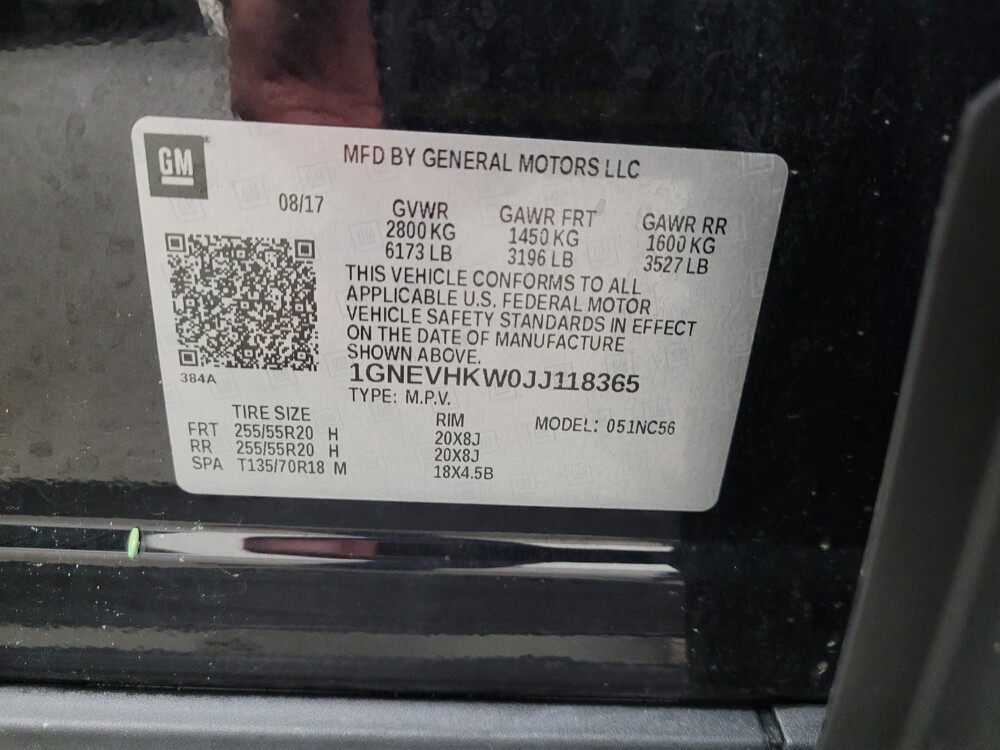 GM
MFD BY GENERAL MOTORS LLC
08/17
GVWR GAWR FRT GAWR RR
2800 KG 1450 KG 1600 KG
6173 LB 3196 LB 3527 LB
THIS VEHICLE CONFORMS TO ALL
APPLICABLE U.S. FEDERAL MOTOR
VEHICLE SAFETY STANDARDS IN EFFECT
ON THE DATE OF MANUFACTURE
SHOWN ABOVE.
384A
1GNEVHKW0JJ118365
TYPE: M.P.V.
TIRE SIZE RIM MODEL: 051NC56
FRT 255/55R20 H 20X8J
RR 255/55R20 H 20X8J
SPA T135/70R18 M 18X4.5B